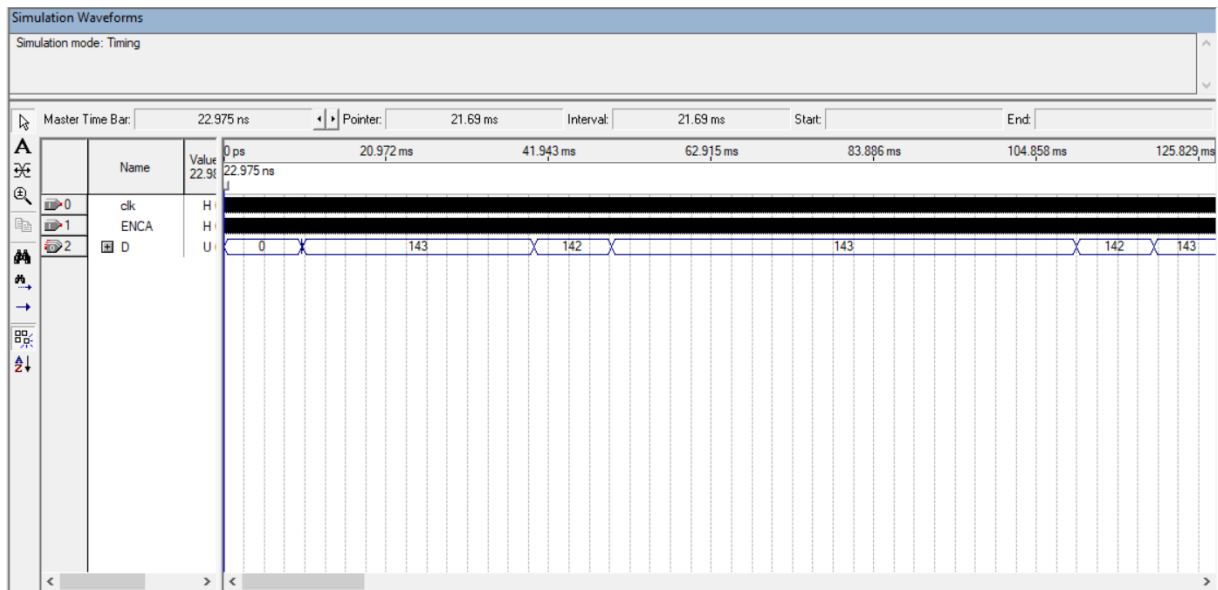 Simulation Waveforms
Simulation mode: Timing
Master Time Bar: 22.975 ns Pointer: 21.69 ms Interval: 21.69 ms Start: End:
Name Value 22.98 0 ps 20.972 ms 41.943 ms 62.915 ms 83.886 ms 104.858 ms 125.829 ms
22.975 ns
0 clk H
1 ENCA H
2 D U 0 143 142 143 142 143